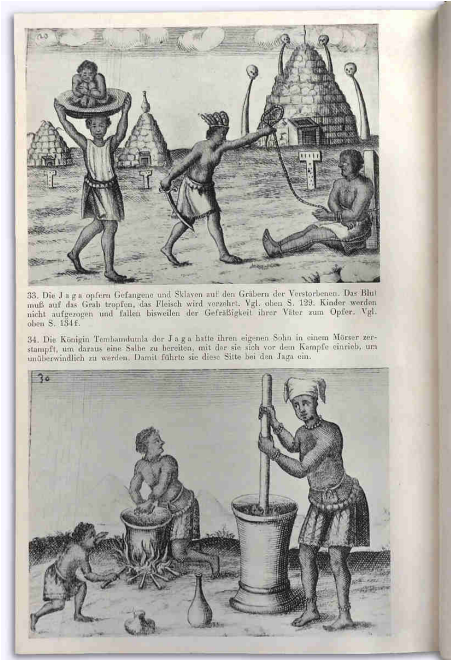 33. Die Jaga opfern Gefangene und Sklaven auf den Gräbern der Verstorbenen. Das Blut
muß auf das Grab tropfen, das Fleisch wird verzehrt. Vgl. oben S. 129. Kinder werden
nicht aufgezogen und fallen bisweilen der Gefräßigkeit ihrer Väter zum Opfer. Vgl.
oben S. 134f.
34. Die Königin Tembandumla der Jaga hatte ihren eigenen Sohn in einem Mörser zer-
stampft, um daraus eine Salbe zu bereiten, mit der sie sich vor dem Kampfe einrieb, um
unüberwindlich zu werden. Damit führte sie diese Sitte bei den Jaga ein.
30